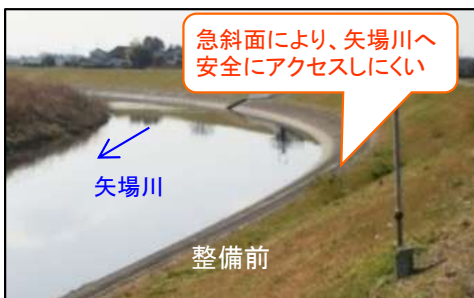 急斜面により、矢場川へ
安全にアクセスしにくい
矢場川
整備前